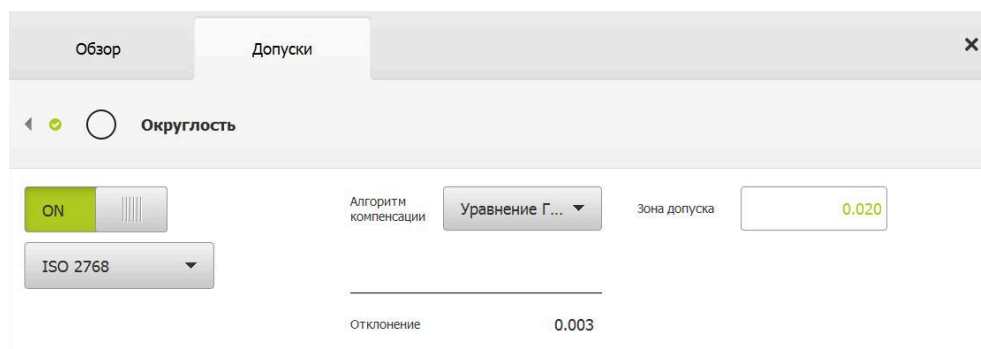 Обзор
Допуски
Округлость
ON
Алгоритм
компенсации
Уравнение Г...
Зона допуска
0.020
ISO 2768
Отклонение
0.003